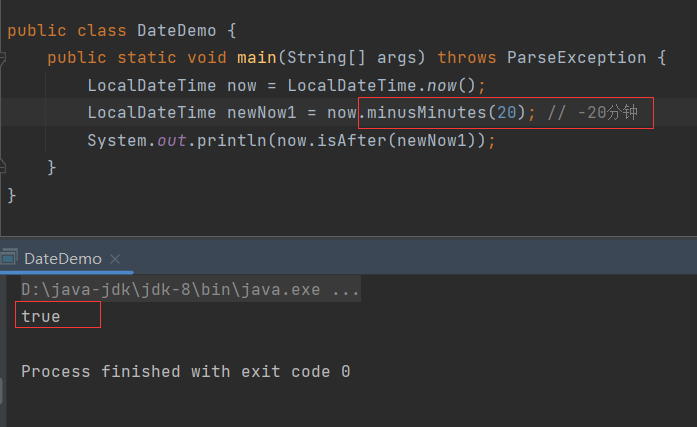 public class DateDemo {
public static void main(String[] args) throws ParseException {
LocalDateTime now = LocalDateTime.now();
LocalDateTime newNow1 = now.minusMinutes(20); // -20分钟
System.out.println(now.isAfter(newNow1));
}
}
DateDemo ×
D:\java-jdk\jdk-8\bin\java.exe ...
true
Process finished with exit code 0